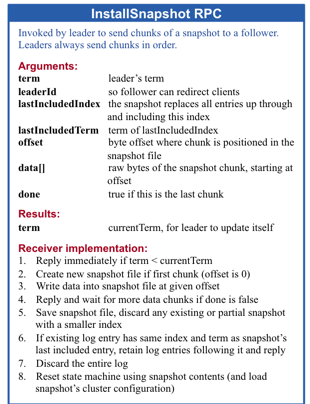 InstallSnapshot RPC
Invoked by leader to send chunks of a snapshot to a follower.
Leaders always send chunks in order.
Arguments:
term leader's term
leaderId so follower can redirect clients
lastIncludedIndex the snapshot replaces all entries up through
and including this index
lastIncludedTerm term of lastIncludedIndex
offset byte offset where chunk is positioned in the
snapshot file
data[] raw bytes of the snapshot chunk, starting at
offset
done true if this is the last chunk
Results:
term currentTerm, for leader to update itself
Receiver implementation:
1. Reply immediately if term < currentTerm
2. Create new snapshot file if first chunk (offset is 0)
3. Write data into snapshot file at given offset
4. Reply and wait for more data chunks if done is false
5. Save snapshot file, discard any existing or partial snapshot
with a smaller index
6. If existing log entry has same index and term as snapshot's
last included entry, retain log entries following it and reply
7. Discard the entire log
8. Reset state machine using snapshot contents (and load
snapshot's cluster configuration)